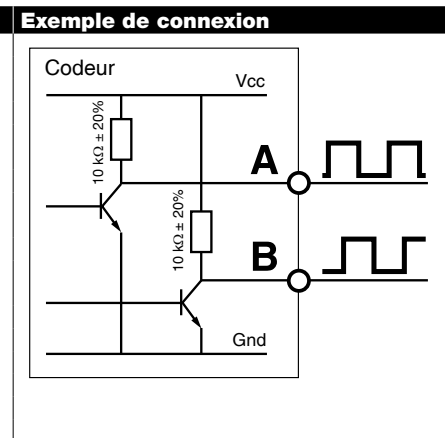 Exemple de connexion
Codeur
Vcc
10 kΩ ± 20%
A
10 kΩ ± 20%
B
Gnd